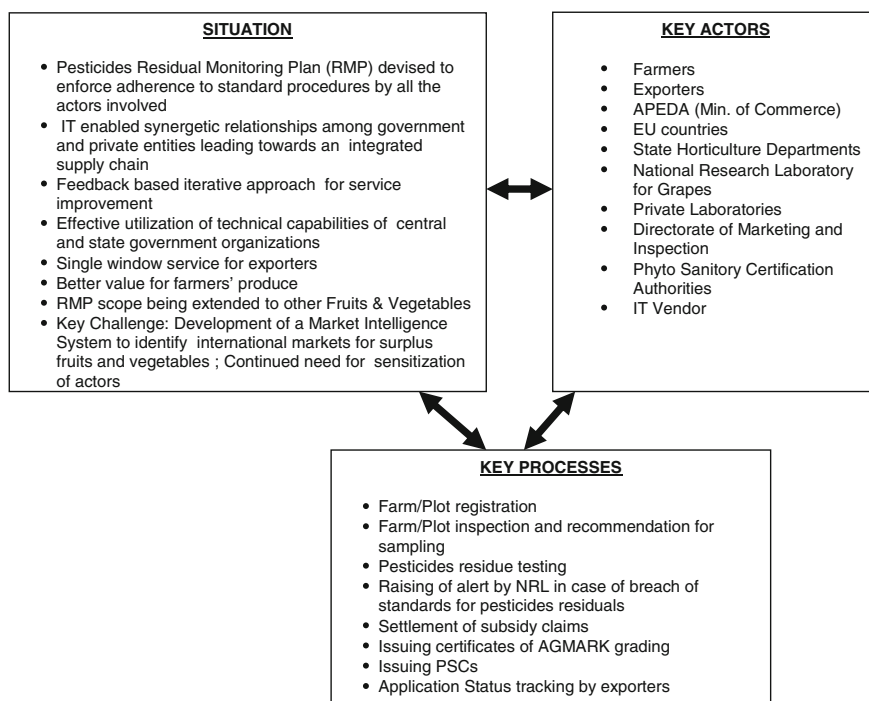 SITUATION
• Pesticides Residual Monitoring Plan (RMP) devised to
enforce adherence to standard procedures by all the
actors involved
• IT enabled synergetic relationships among government
and private entities leading towards an integrated
supply chain
• Feedback based iterative approach for service
improvement
• Effective utilization of technical capabilities of central
and state government organizations
• Single window service for exporters
• Better value for farmers' produce
• RMP scope being extended to other Fruits & Vegetables
• Key Challenge: Development of a Market Intelligence
System to identify international markets for surplus
fruits and vegetables ; Continued need for sensitization
of actors
KEY ACTORS
• Farmers
• Exporters
• APEDA (Min. of Commerce)
• EU countries
• State Horticulture Departments
• National Research Laboratory
for Grapes
• Private Laboratories
• Directorate of Marketing and
Inspection
• Phyto Sanitory Certification
Authorities
• IT Vendor
KEY PROCESSES
• Farm/Plot registration
• Farm/Plot inspection and recommendation for
sampling
• Pesticides residue testing
• Raising of alert by NRL in case of breach of
standards for pesticides residuals
• Settlement of subsidy claims
• Issuing certificates of AGMARK grading
• Issuing PSCs
• Application Status tracking by exporters